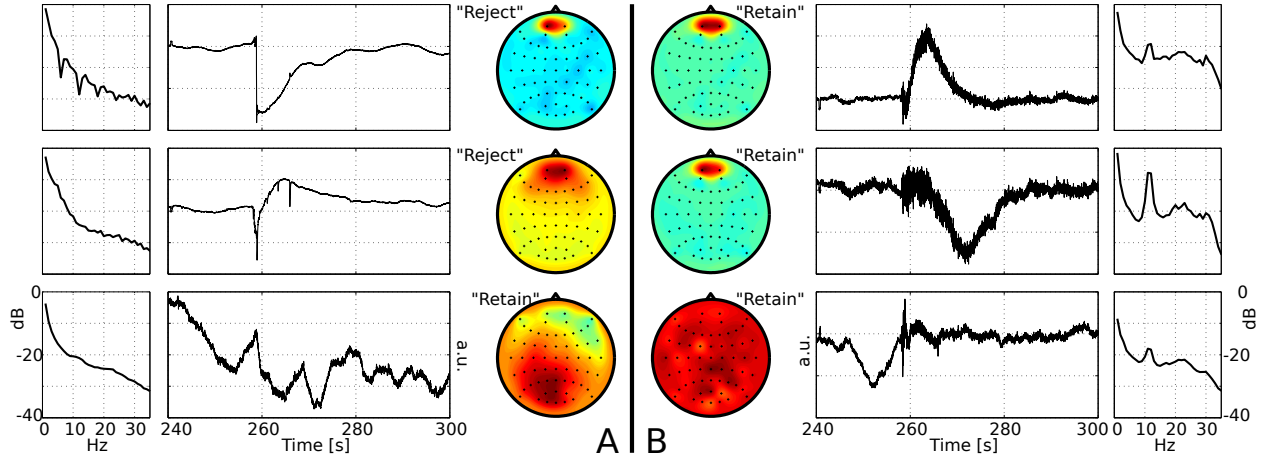 "Reject"
"Retain"
"Reject"
"Retain"
"Retain"
"Retain"
0
-20
-40
dB
0 10 20 30
Hz
240 260 280 300
Time [s]
a.u.
A
B
a.u.
240 260 280 300
Time [s]
0 10 20 30
Hz
0
-20
-40
dB